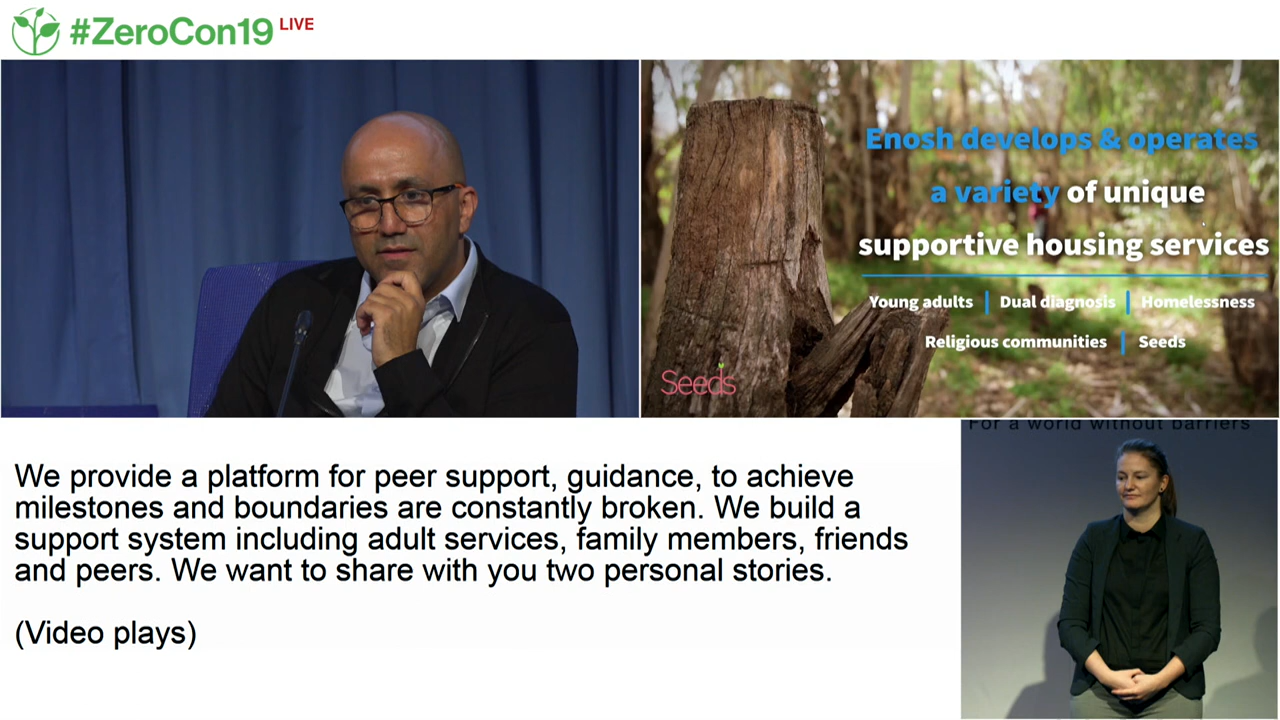 #ZeroCon19 LIVE
Enosh develops & operates
a variety of unique
supportive housing services
Young adults | Dual diagnosis | Homelessness
Religious communities | Seeds
Seeds
For a world without barriers
We provide a platform for peer support, guidance, to achieve
milestones and boundaries are constantly broken. We build a
support system including adult services, family members, friends
and peers. We want to share with you two personal stories.
(Video plays)